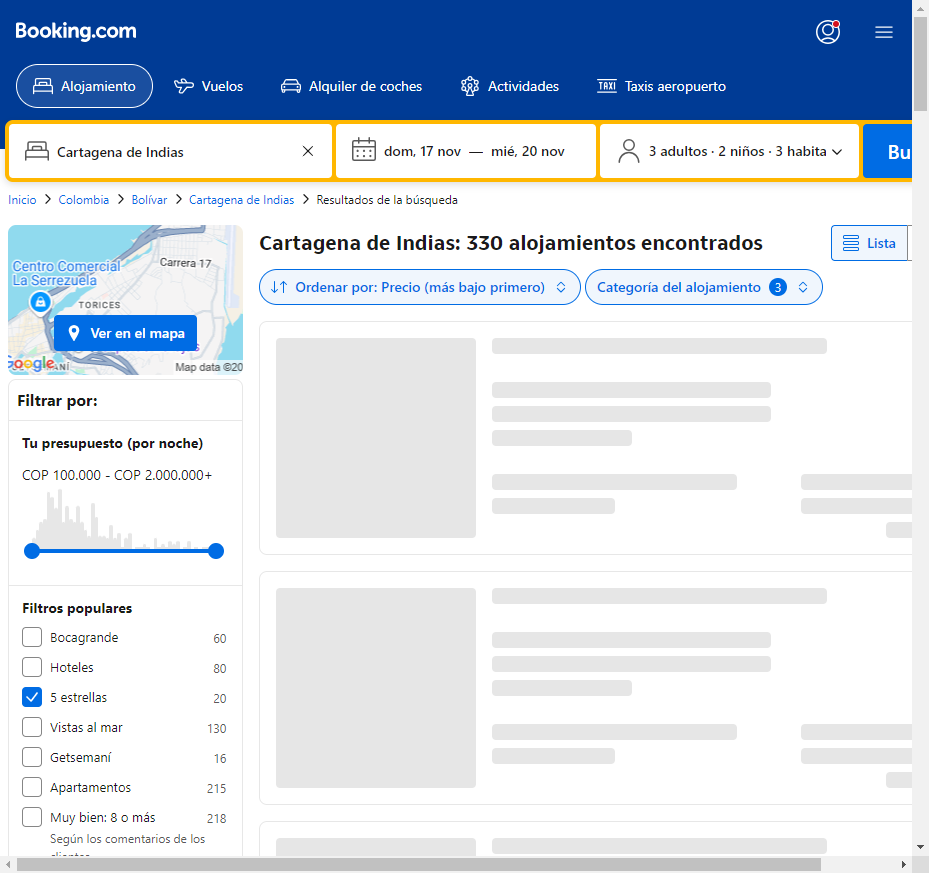 Booking.com
Alojamiento
Vuelos
Alquiler de coches
Actividades
TAXI Taxis aeropuerto
Cartagena de Indias
dom, 17 nov — mié, 20 nov
3 adultos · 2 niños · 3 habita
Bu
Inicio > Colombia > Bolívar > Cartagena de Indias > Resultados de la búsqueda
Centro Comercial
La Serrezuela
Carrera 17
TORICES
Ver en el mapa
Google
Map data ©20
Cartagena de Indias: 330 alojamientos encontrados
Lista
Ordenar por: Precio (más bajo primero)
Categoría del alojamiento 3
Filtrar por:
Tu presupuesto (por noche)
COP 100.000 - COP 2.000.000+
Filtros populares
Bocagrande 60
Hoteles 80
5 estrellas 20
Vistas al mar 130
Getsemaní 16
Apartamentos 215
Muy bien: 8 o más 218
Según los comentarios de los
clientes